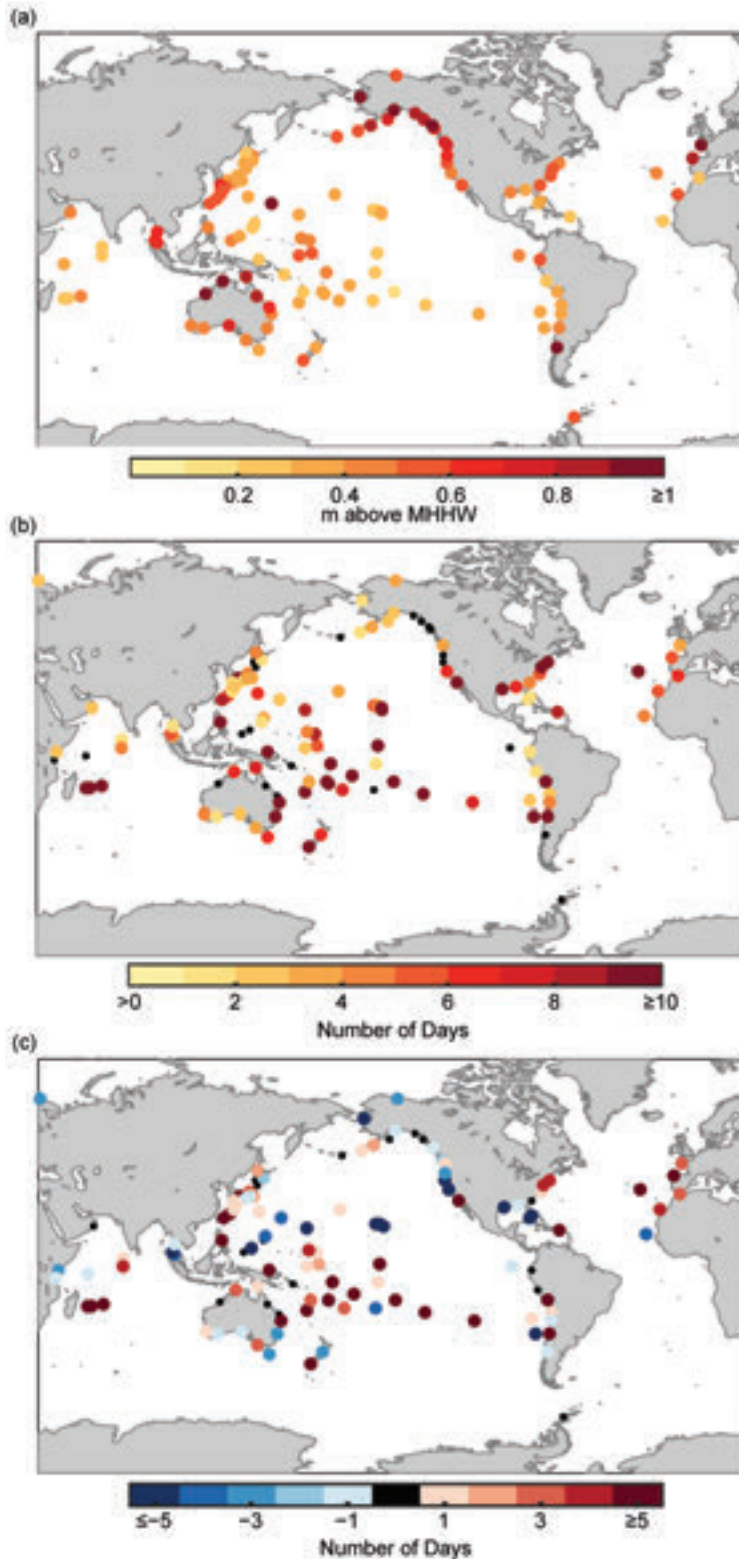 (a)
0.2 0.4 0.6 0.8 ≥1
m above MHHW
(b)
>0 2 4 6 8 ≥10
Number of Days
(c)
≤−5 −3 −1 1 3 ≥5
Number of Days